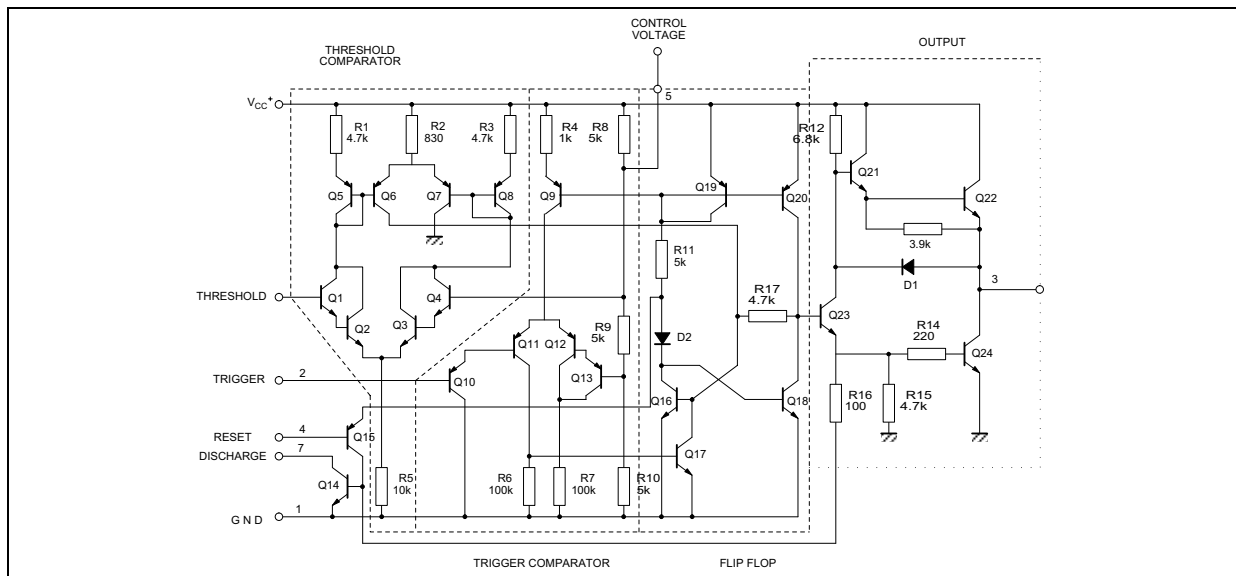 CONTROL
VOLTAGE
OUTPUT
THRESHOLD
COMPARATOR
5
VCC+
R1
4.7k
R2
830
R3
4.7k
R4
1k
R8
5k
R12
6.8k
Q5
Q6
Q7
Q8
Q9
Q19
Q20
Q21
Q22
3.9k
R11
5k
D1
3
THRESHOLD
Q1
Q2
Q3
Q4
R17
4.7k
Q23
R9
5k
D2
R14
220
Q24
Q11
Q12
TRIGGER
2
Q10
Q13
Q16
Q18
R16
100
R15
4.7k
RESET
4
Q15
DISCHARGE
7
Q17
Q14
R5
10k
R6
100k
R7
100k
R10
5k
GND
1
TRIGGER COMPARATOR
FLIP FLOP